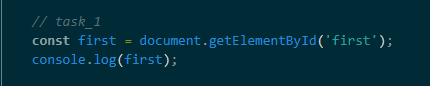 // task_1
const first = document.getElementById('first');
console.log(first);